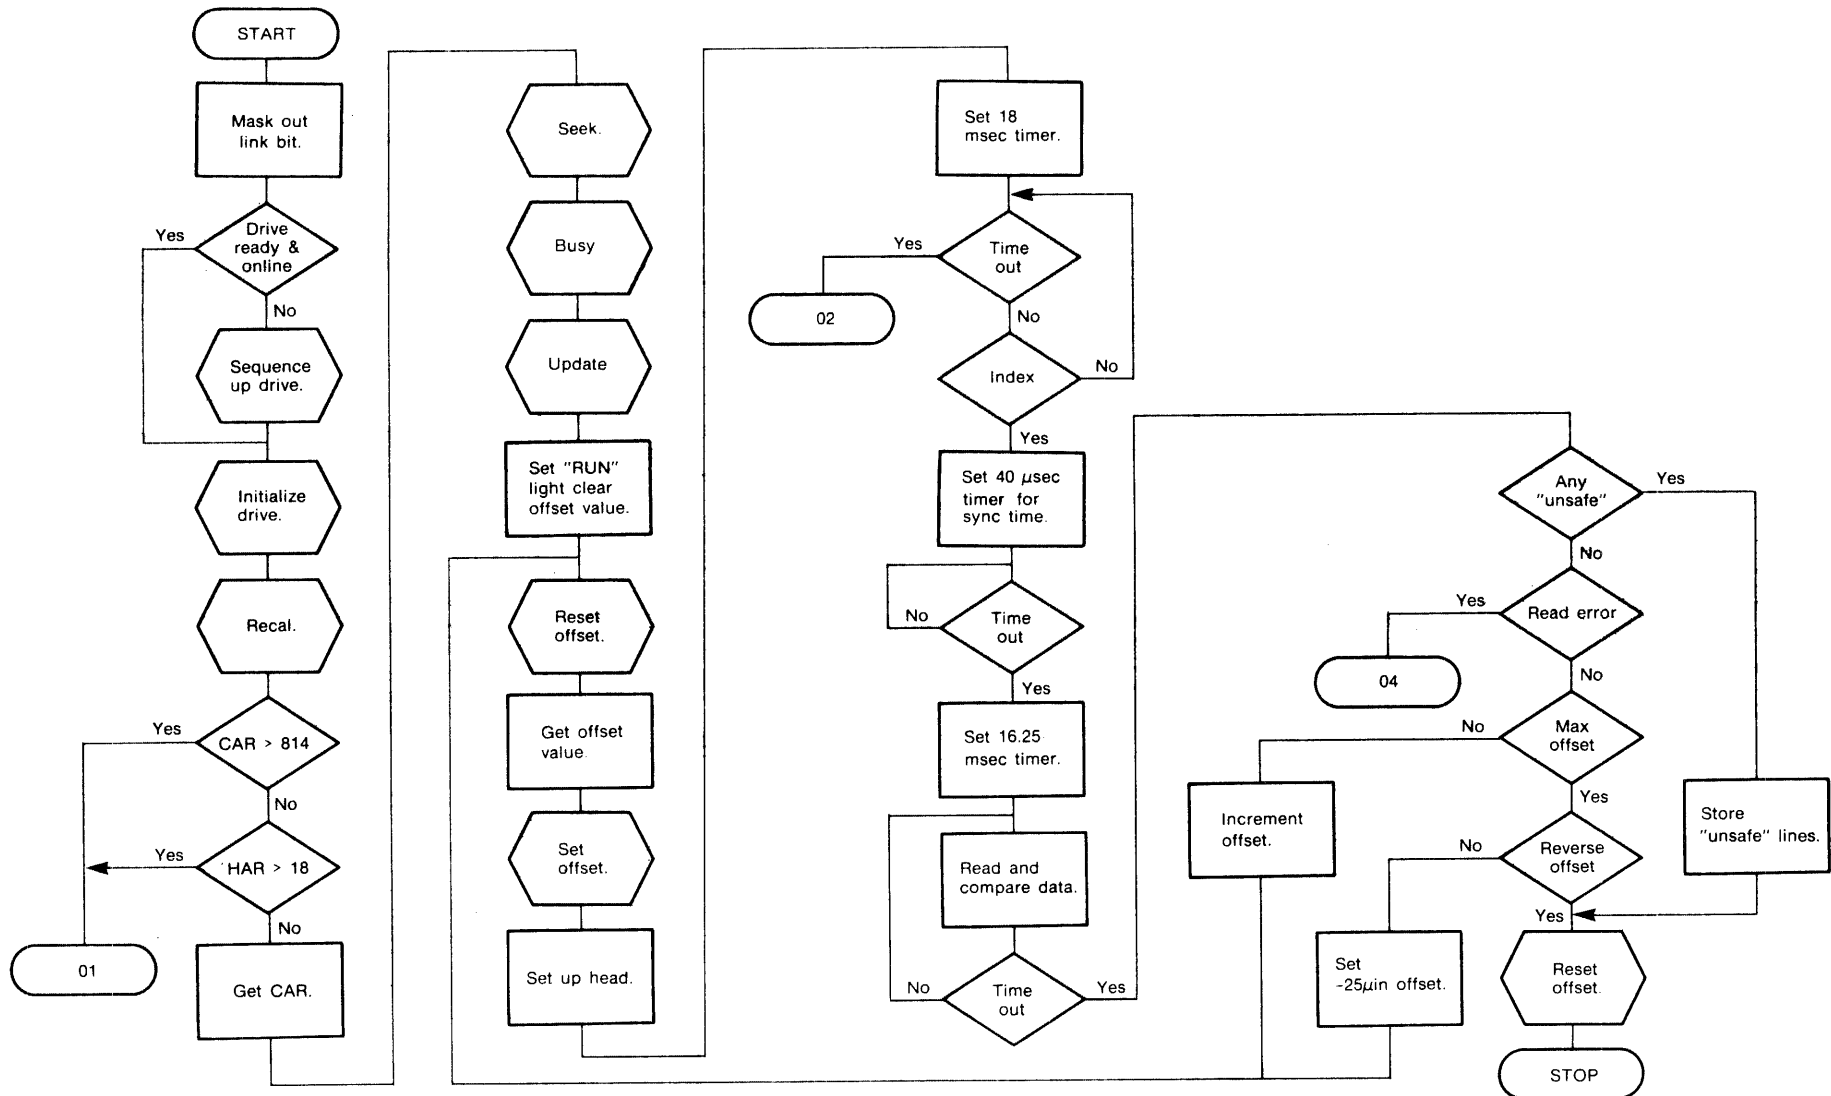 START
Mask out
link bit.
Drive
ready &
online
Yes
No
Sequence
up drive.
Initialize
drive.
Recal.
CAR > 814
Yes
No
HAR > 18
Yes
No
01
Get CAR.
Seek.
Busy
Update
Set "RUN"
light clear
offset value.
Reset
offset.
Get offset
value.
Set
offset.
Set up head.
Set 18
msec timer.
Time
out
Yes
No
02
Index
No
Yes
Set 40 µsec
timer for
sync time.
Time
out
No
Yes
Set 16.25
msec timer.
Read and
compare data.
Time
out
No
Yes
Any
"unsafe"
Yes
No
Read error
Yes
No
04
Max
offset
No
Yes
Increment
offset.
Reverse
offset
No
Yes
Set
-25µin offset.
Store
"unsafe" lines.
Reset
offset.
STOP